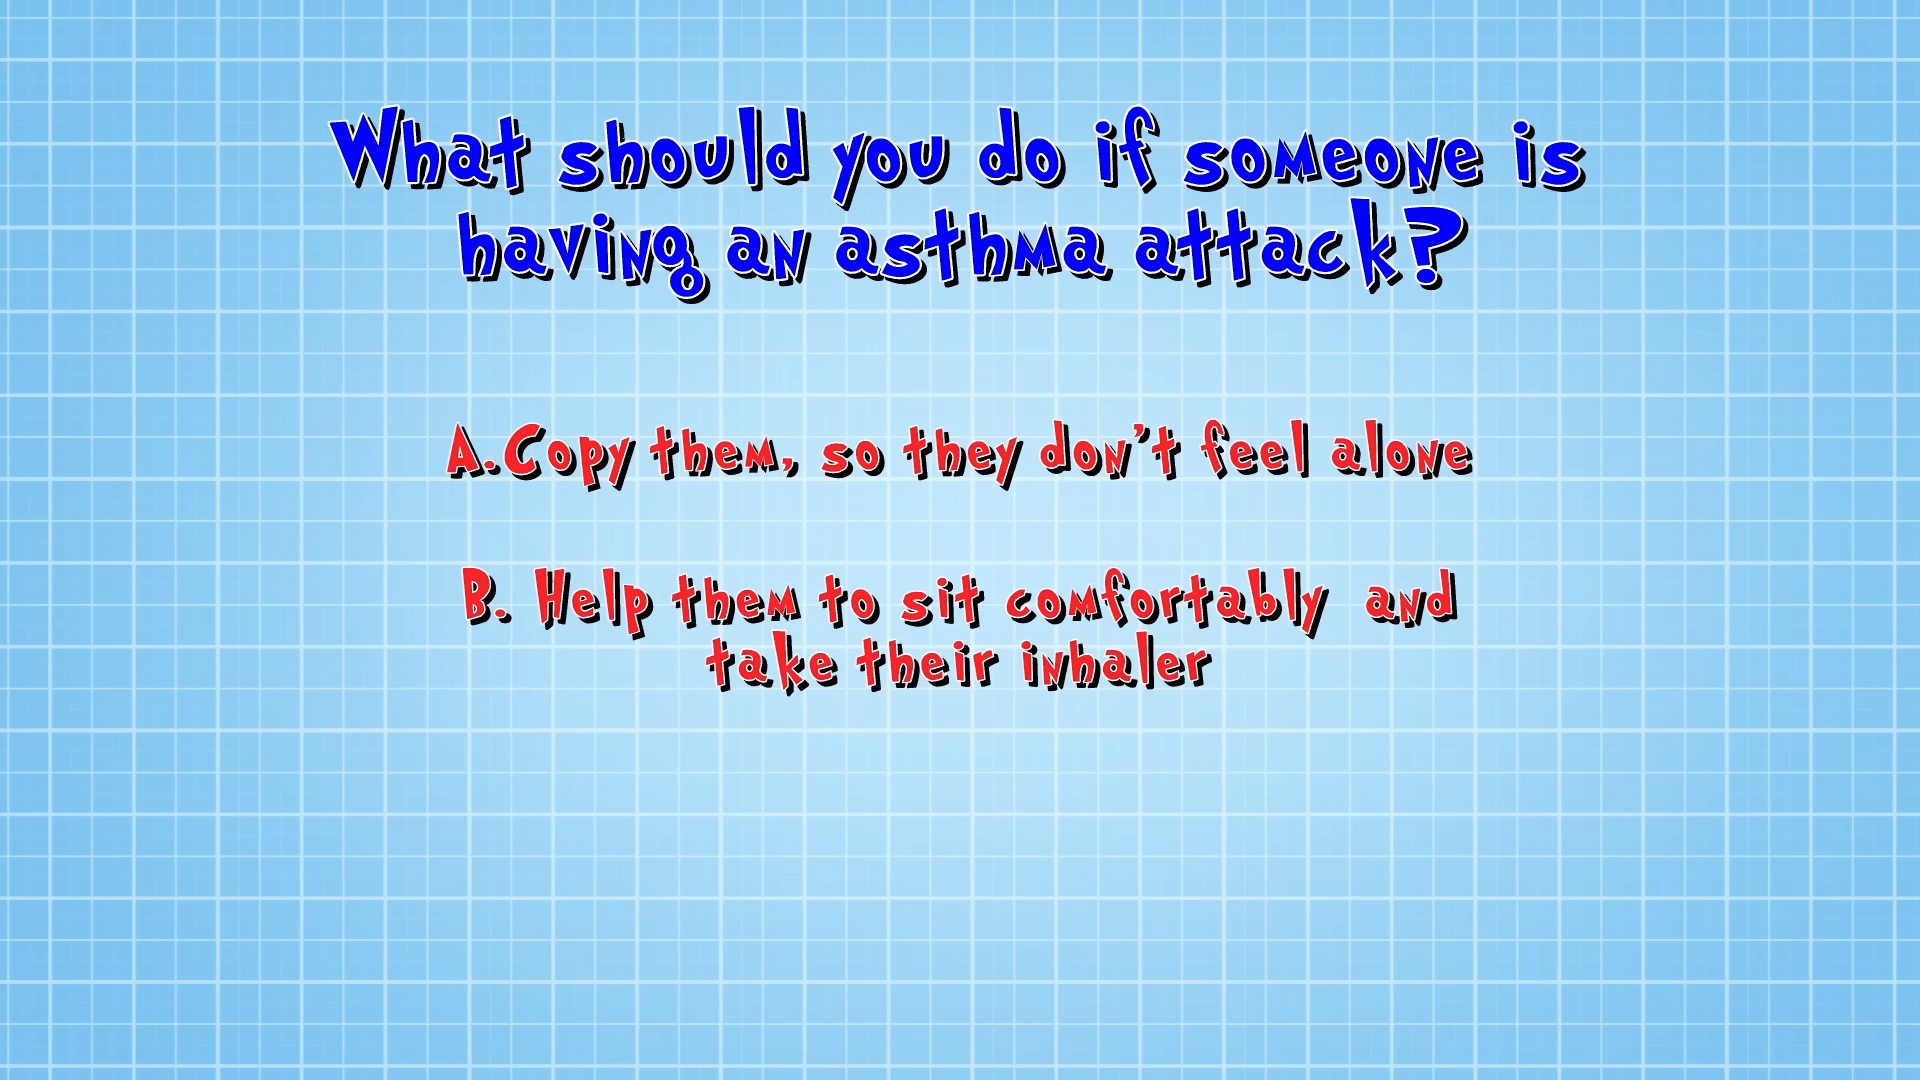 What should you do if someone is
having an asthma attack?
A.Copy them, so they don't feel alone
B. Help them to sit comfortably and
take their inhaler